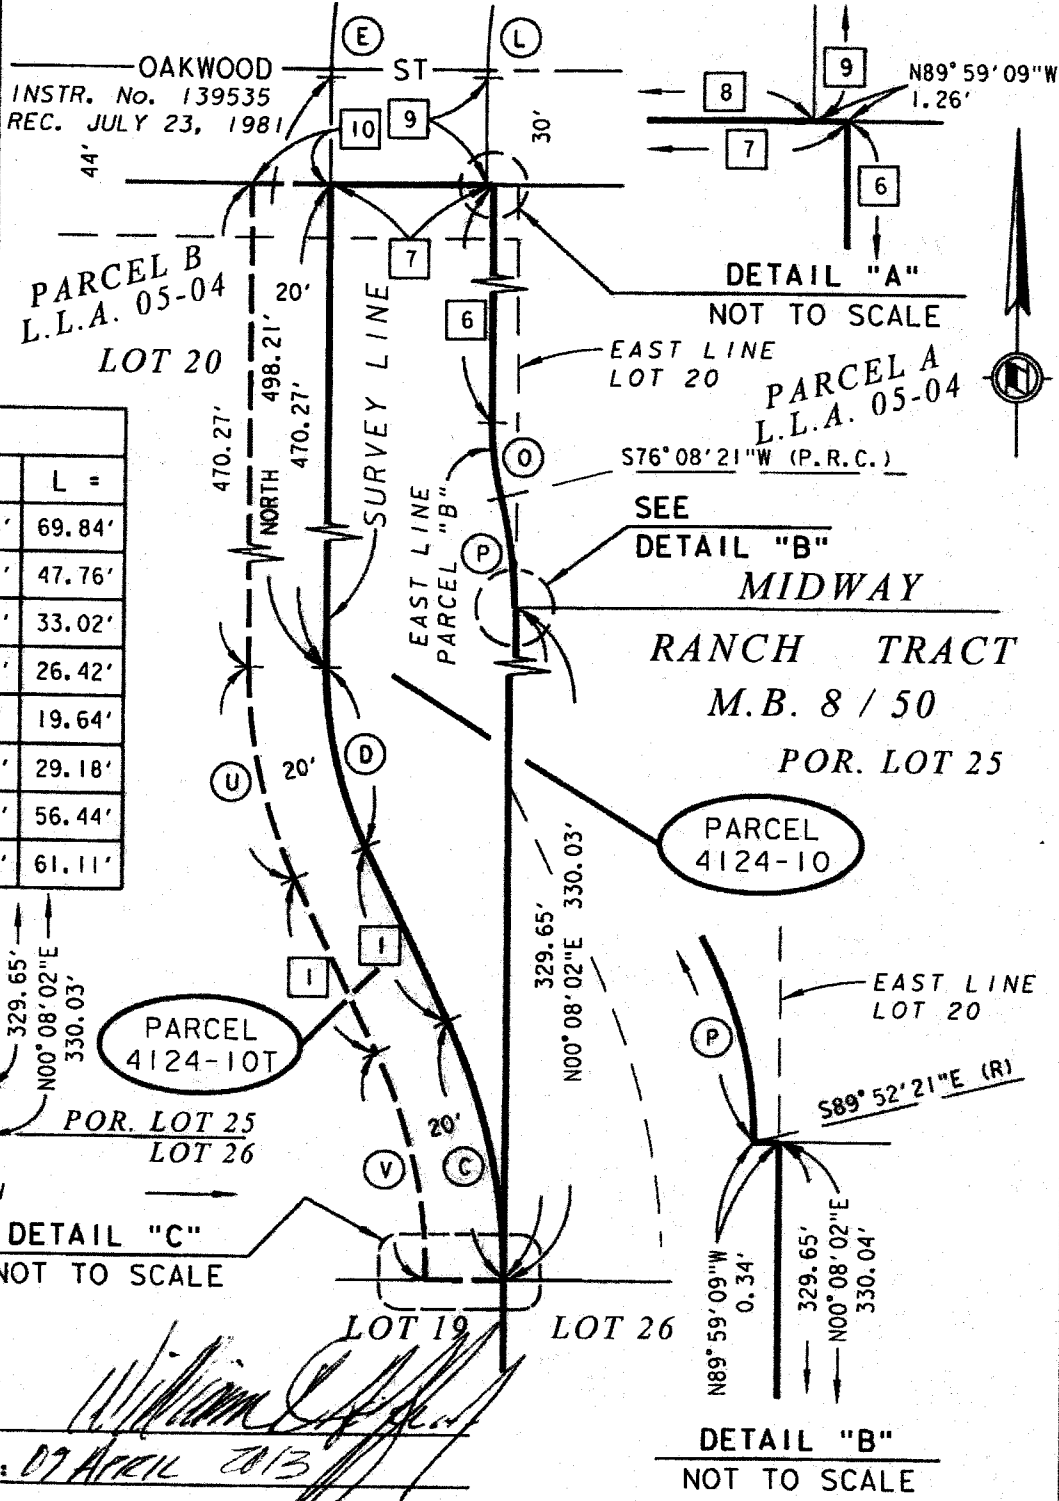 E
L
OAKWOOD ST
INSTR. No. 139535
REC. JULY 23, 1981
10
9
44'
30'
8
9
N89°59'09"W
1.26'
7
6
DETAIL "A"
NOT TO SCALE
7
PARCEL B
L.L.A. 05-04
LOT 20
20'
6
EAST LINE
LOT 20
PARCEL A
L.L.A. 05-04
470.27'
NORTH 498.21'
470.27'
SURVEY LINE
EAST LINE
PARCEL "B"
O
S76°08'21"W (P.R.C.)
SEE
DETAIL "B"
P
MIDWAY
RANCH TRACT
M.B. 8 / 50
POR. LOT 25
L =
' 69.84'
' 47.76'
' 33.02'
' 26.42'
' 19.64'
' 29.18'
' 56.44'
' 61.11'
U
20'
D
PARCEL
4124-10
329.65'
N00°08'02"E 330.03'
1
1
329.65'
N00°08'02"E
330.03'
PARCEL
4124-10T
POR. LOT 25
LOT 26
20'
V
C
DETAIL "C"
NOT TO SCALE
LOT 19
LOT 26
EAST LINE
LOT 20
P
S89°52'21"E (R)
N89°59'09"W
0.34'
329.65'
N00°08'02"E
330.04'
DETAIL "B"
NOT TO SCALE
William
: 09 APRIL 2013